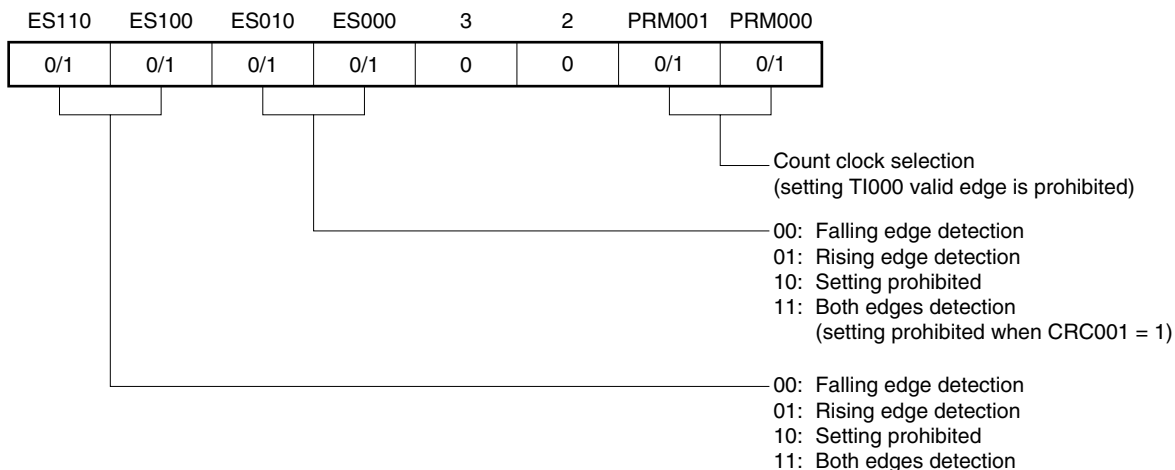 ES110 ES100 ES010 ES000 3 2 PRM001 PRM000
0/1 0/1 0/1 0/1 0 0 0/1 0/1
Count clock selection
(setting TI000 valid edge is prohibited)
00: Falling edge detection
01: Rising edge detection
10: Setting prohibited
11: Both edges detection
(setting prohibited when CRC001 = 1)
00: Falling edge detection
01: Rising edge detection
10: Setting prohibited
11: Both edges detection